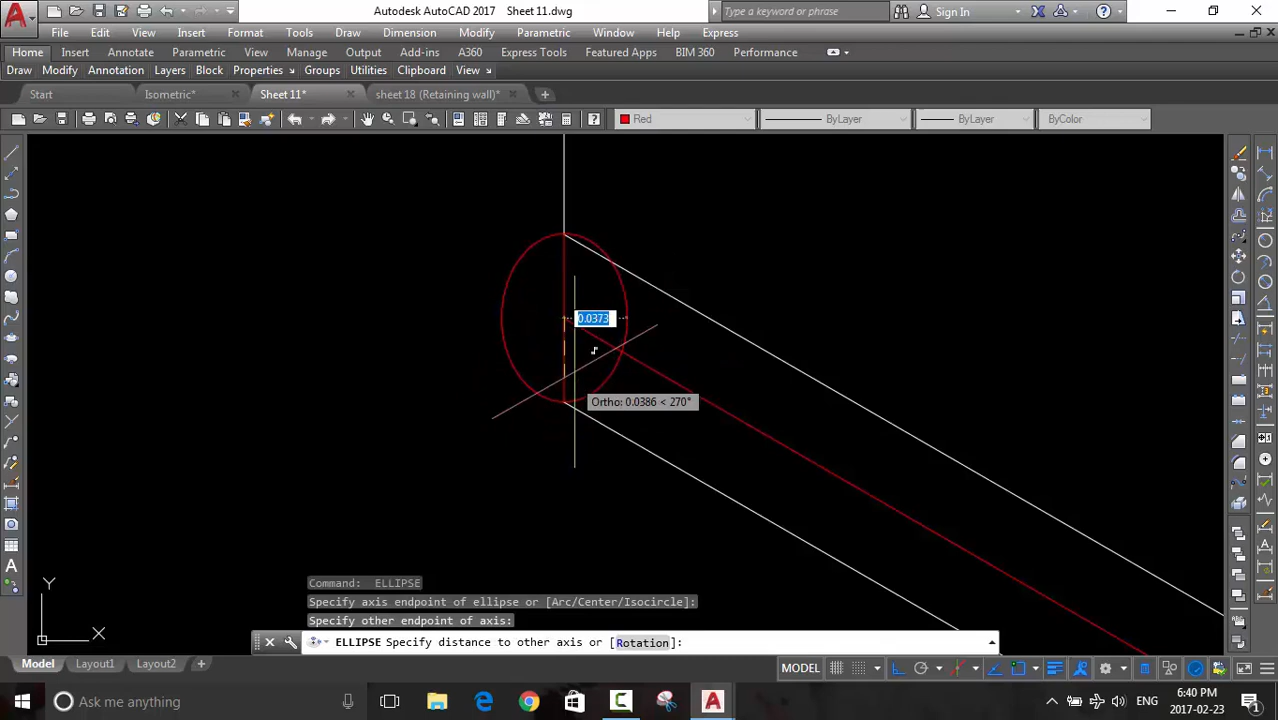 Autodesk AutoCAD 2017 Sheet 11.dwg
Type a keyword or phrase
Sign In
File Edit View Insert Format Tools Draw Dimension Modify Parametric Window Help Express
Home Insert Annotate Parametric View Manage Output Add-ins A360 Express Tools Featured Apps BIM 360 Performance
Draw Modify Annotation Layers Block Properties Groups Utilities Clipboard View
Start Isometric* Sheet 11* sheet 18 (Retaining wall)*
Red ByLayer ByLayer ByColor
0.0373
Ortho: 0.0386 < 270°
Y
X
Command: ELLIPSE
Specify axis endpoint of ellipse or [Arc/Center/Isocircle]:
Specify other endpoint of axis:
ELLIPSE Specify distance to other axis or [Rotation]:
Model Layout1 Layout2 +
MODEL
Ask me anything
ENG
6:40 PM
2017-02-23